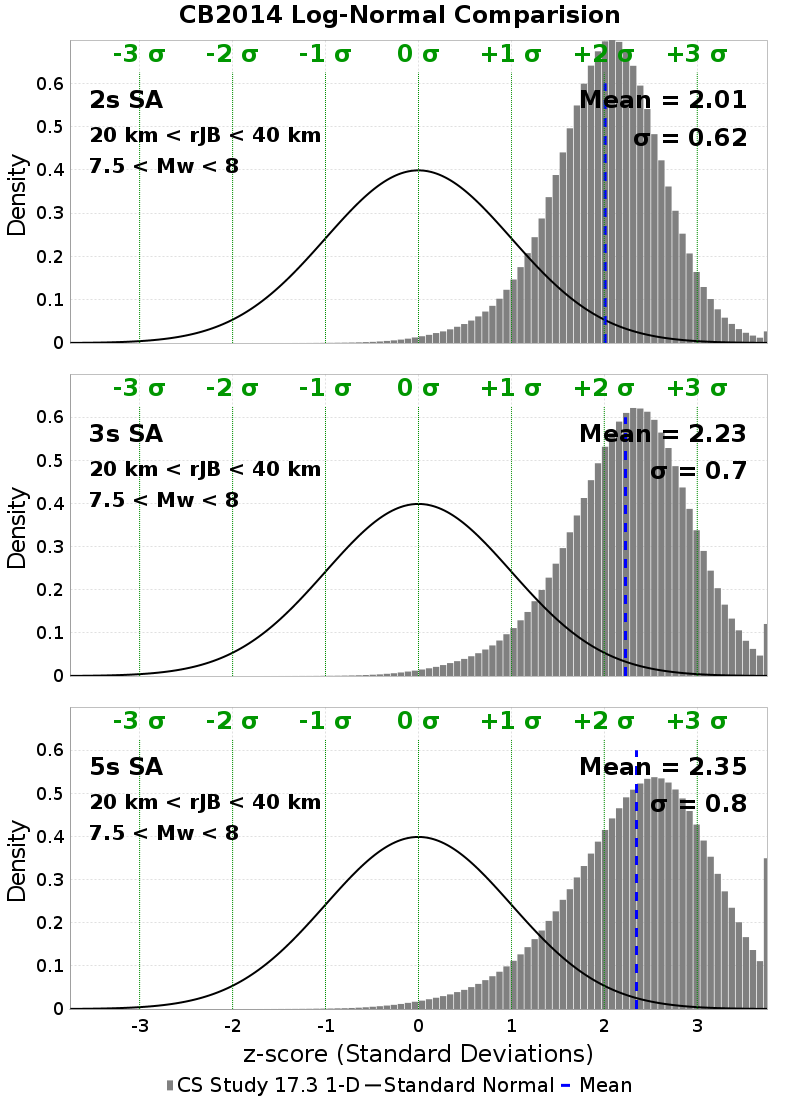 CB2014 Log-Normal Comparision
-3 σ -2 σ -1 σ 0 σ +1 σ +2 σ +3 σ
0.6
2s SA
Mean = 2.01
0.5
20 km < rJB < 40 km
σ = 0.62
7.5 < Mw < 8
0.4
0.3
0.2
0.1
0
Density
-3 σ -2 σ -1 σ 0 σ +1 σ +2 σ +3 σ
0.6
3s SA
Mean = 2.23
0.5
20 km < rJB < 40 km
σ = 0.7
7.5 < Mw < 8
0.4
0.3
0.2
0.1
0
Density
-3 σ -2 σ -1 σ 0 σ +1 σ +2 σ +3 σ
0.6
5s SA
Mean = 2.35
0.5
20 km < rJB < 40 km
σ = 0.8
7.5 < Mw < 8
0.4
0.3
0.2
0.1
0
Density
-3 -2 -1 0 1 2 3
z-score (Standard Deviations)
CS Study 17.3 1-D Standard Normal Mean